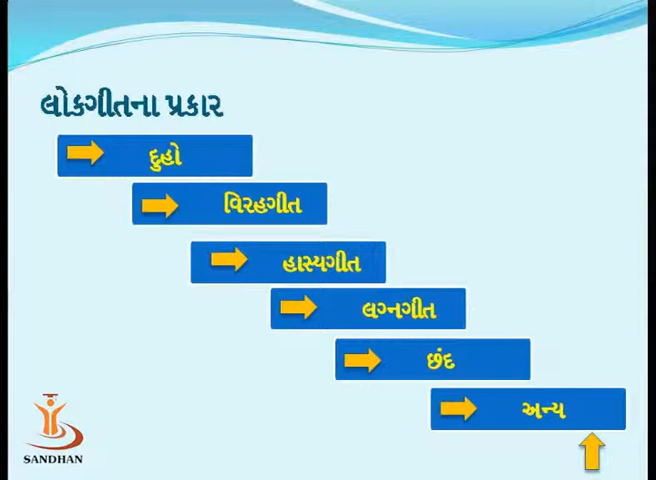 લોકગીતના પ્રકાર
દુહો
વિરહગીત
હાસ્યગીત
લગ્નગીત
છંદ
અન્ય
SANDHAN